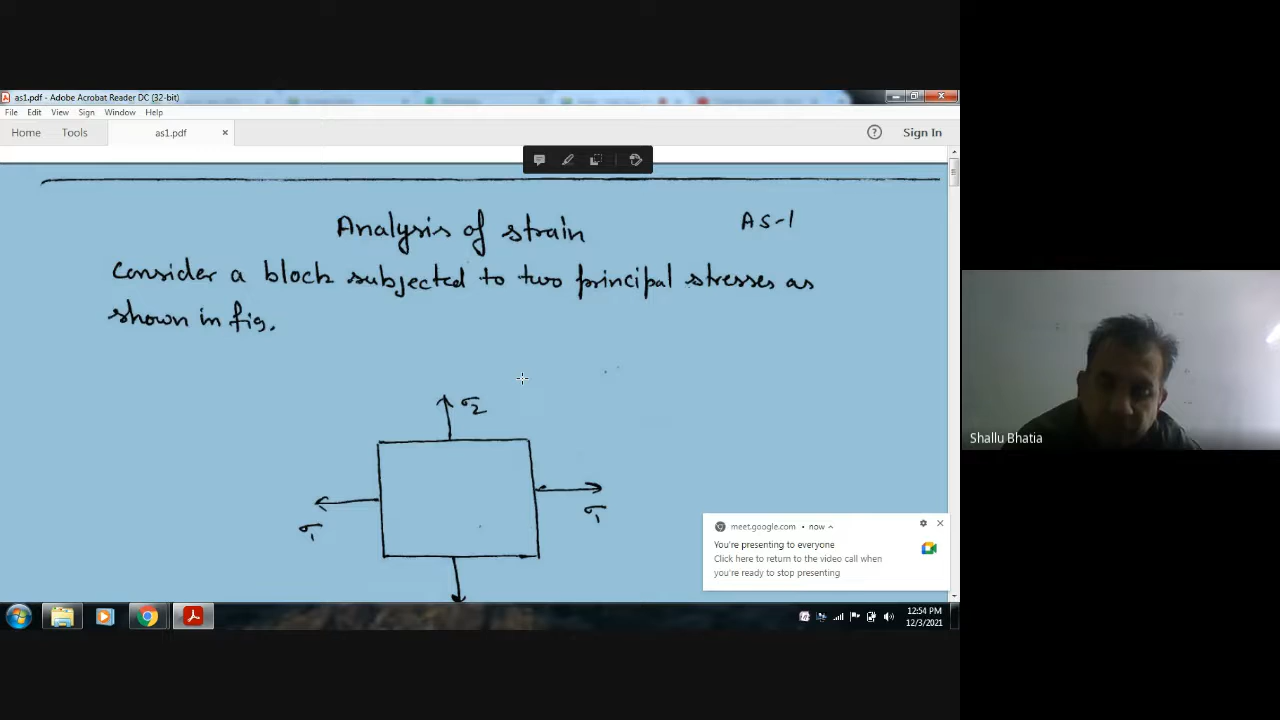 as1.pdf - Adobe Acrobat Reader DC (32-bit)
File Edit View Sign Window Help
Home Tools as1.pdf × ? Sign In
Analysis of strain AS-1
Consider a block subjected to two principal stresses as
shown in fig.
σ2
σ1 σ1
Shallu Bhatia
meet.google.com • now
You're presenting to everyone
Click here to return to the video call when
you're ready to stop presenting
12:54 PM
12/3/2021